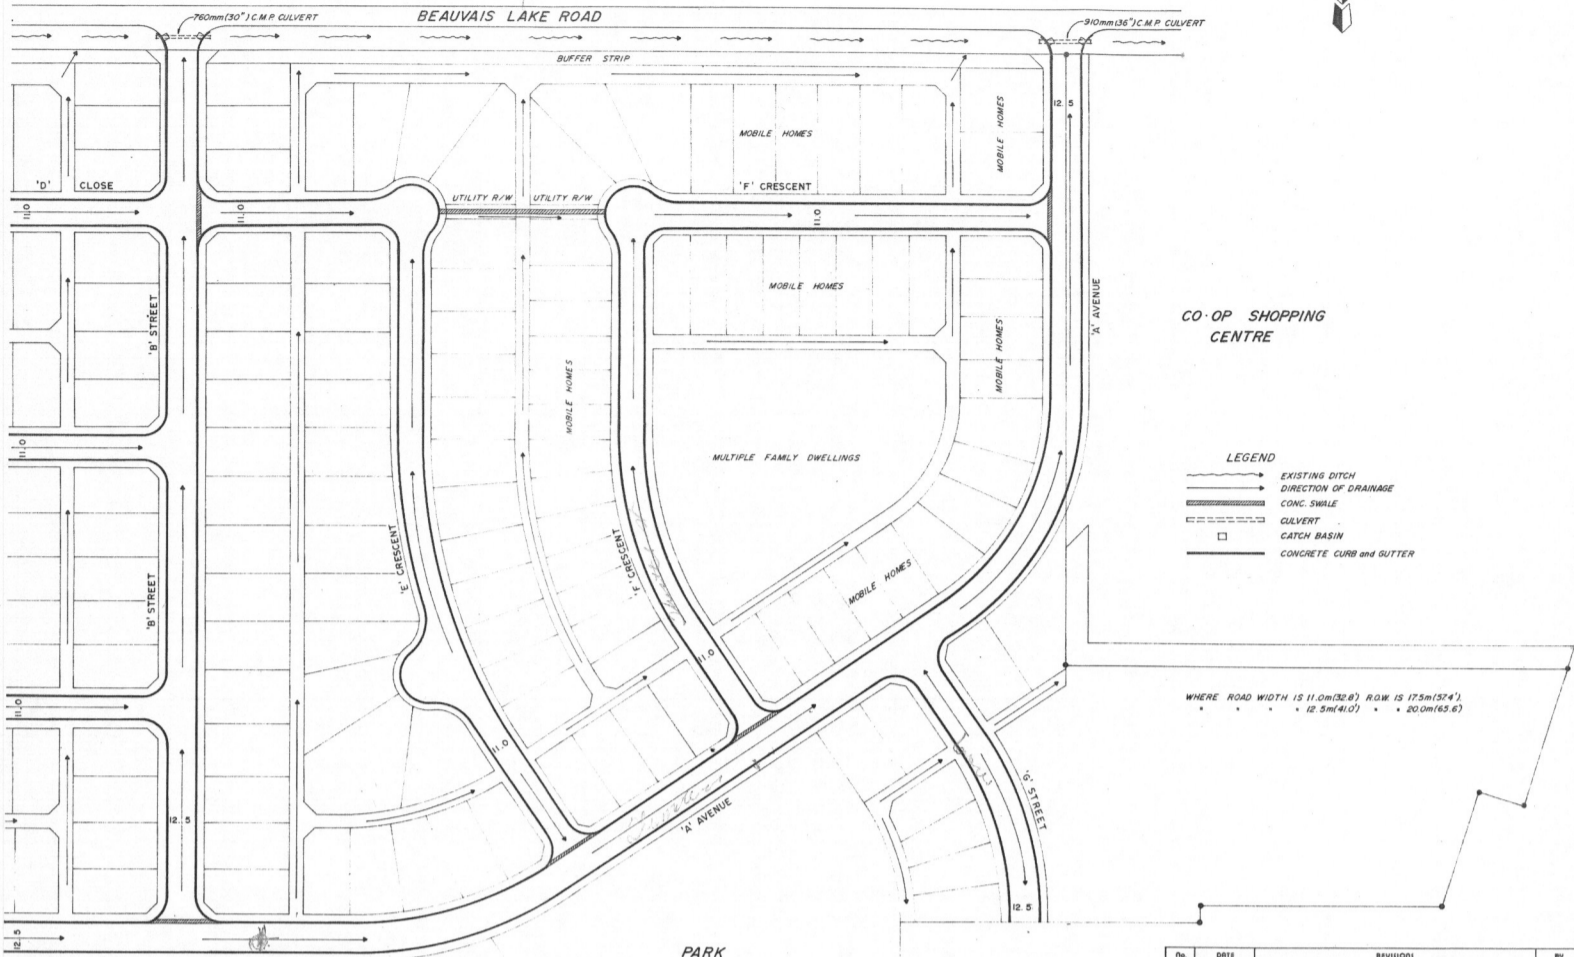 BEAUVAIS LAKE ROAD
760mm(30") C.M.P. CULVERT
910mm(36") C.M.P. CULVERT
BUFFER STRIP
MOBILE HOMES
MOBILE HOMES
12.5
'D' CLOSE
11.0
11.0
UTILITY R/W
UTILITY R/W
'F' CRESCENT
11.0
'B' STREET
MOBILE HOMES
MOBILE HOMES
MOBILE HOMES
'A' AVENUE
CO-OP SHOPPING
CENTRE
11.0
MULTIPLE FAMILY DWELLINGS
LEGEND
EXISTING DITCH
DIRECTION OF DRAINAGE
CONC. SWALE
CULVERT
CATCH BASIN
CONCRETE CURB and GUTTER
'B' STREET
'E' CRESCENT
'F' CRESCENT
MOBILE HOMES
11.0
11.0
11.0
WHERE ROAD WIDTH IS 11.0m(32.8') R.O.W. IS 17.5m(57.4').
" " " " 12.5m(41.0') " " 20.0m(65.6')
12.5
'A' AVENUE
'G' STREET
12.5
12.5
PARK
No. DATE REVISIONS BY